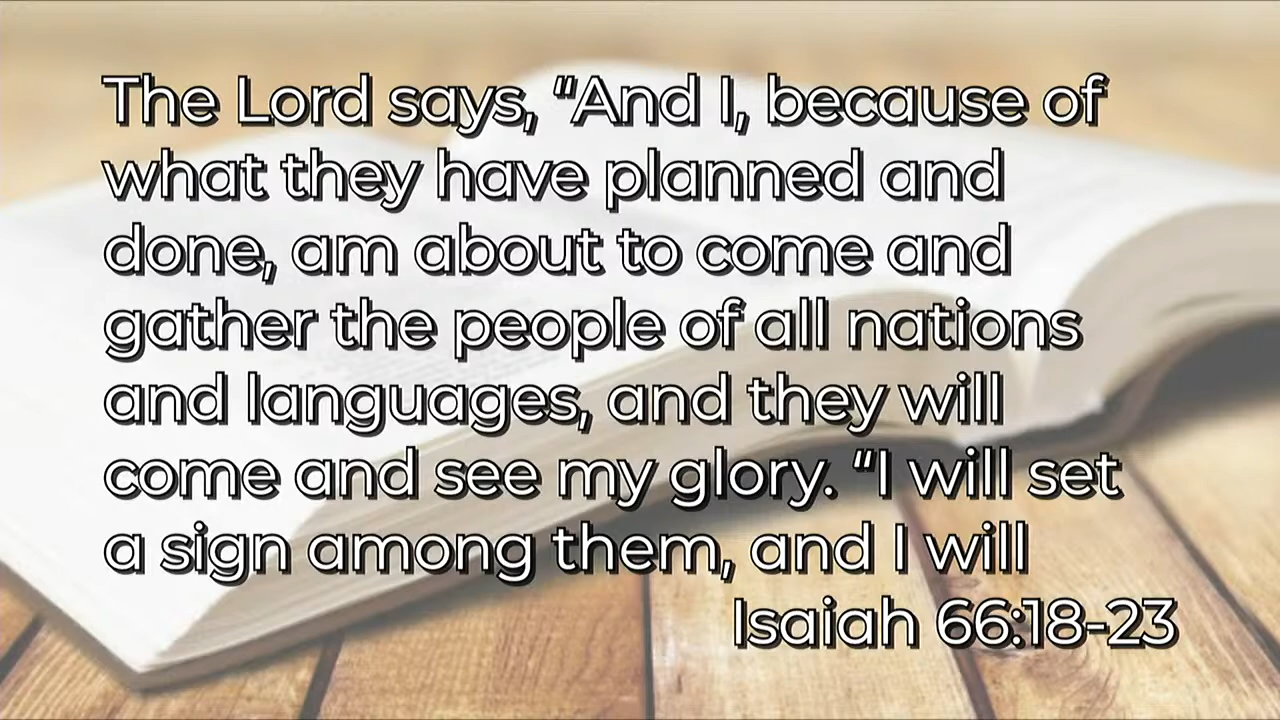 The Lord says, “And I, because of
what they have planned and
done, am about to come and
gather the people of all nations
and languages, and they will
come and see my glory. “I will set
a sign among them, and I will
Isaiah 66:18-23